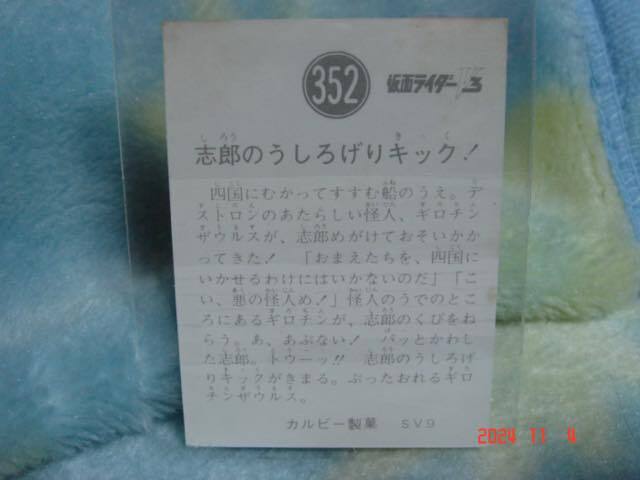 352 仮面ライダーV3
志郎のうしろげりキック!
四国にむかってすすむ船のうえ。デ
ストロンのあたらしい怪人、ギロチン
ザウルスが、志郎めがけておそいかか
ってきた!「おまえたちを、四国に
いかせるわけにはいかないのだ」「こ
い、悪の怪人め!」怪人のうでのとこ
ろにあるギロチンが、志郎のくびをね
らう。あ、あぶない! パッとかわし
た志郎。トウーッ!! 志郎のうしろげ
りキックがきまる。ぶったおれるギロ
チンザウルス。
カルビー製菓 SV9
2024 11 4